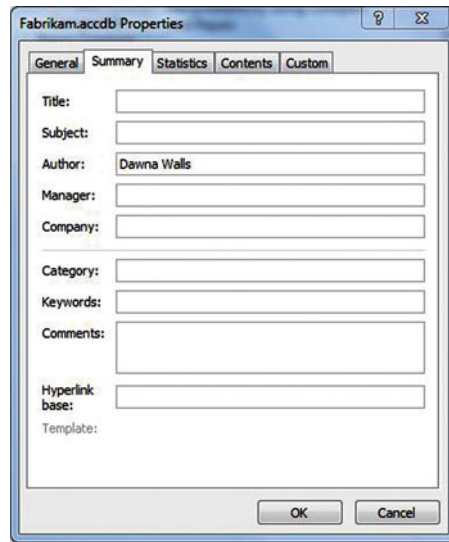 Fabrikam.accdb Properties
General Summary Statistics Contents Custom
Title:
Subject:
Author: Dawna Walls
Manager:
Company:
Category:
Keywords:
Comments:
Hyperlink
base:
Template:
OK Cancel